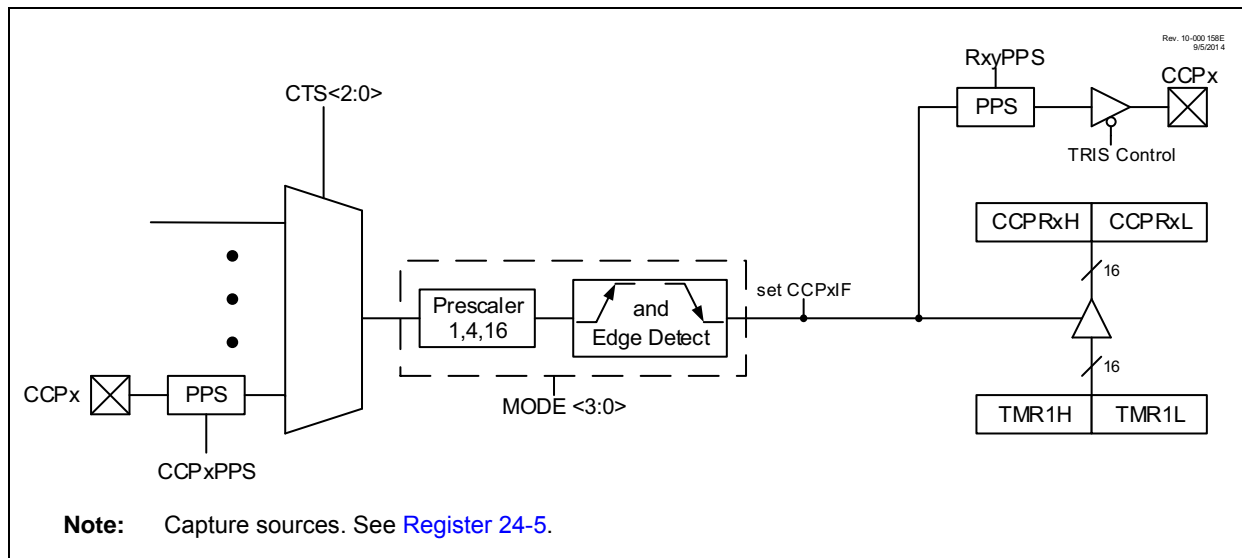 Rev. 10-000 158E
9/5/201 4
RxyPPS
CCPx
CTS<2:0>
PPS
TRIS Control
CCPRxH CCPRxL
16
set CCPxIF
Prescaler
1,4,16
and
Edge Detect
16
CCPx
PPS
MODE <3:0>
TMR1H TMR1L
CCPxPPS
Note: Capture sources. See Register 24-5.